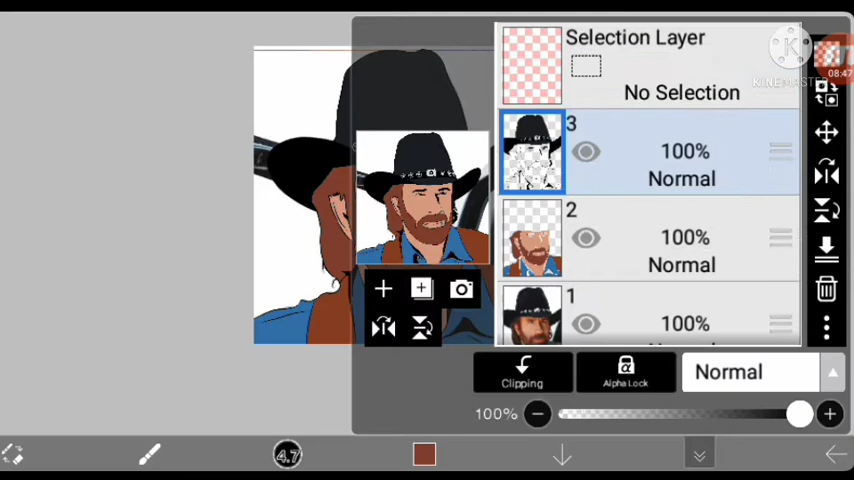 Selection Layer
No Selection
K
KINEMASTER
08:47
3
100%
Normal
2
100%
Normal
1
100%
Clipping
α
Alpha Lock
Normal
100%
4.7